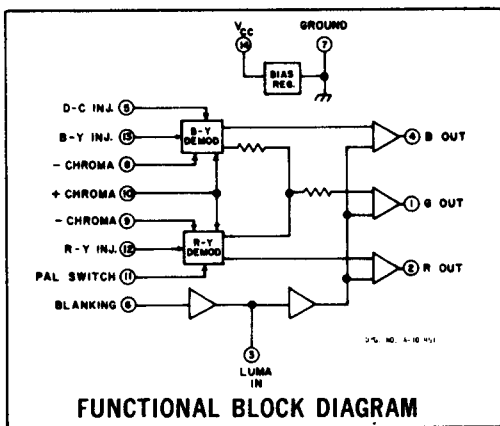 VCC
GROUND
14
7
BIAS REG.
D-C INJ. 5
B-Y INJ. 13
B-Y DEMOD
4 B OUT
-CHROMA 8
+CHROMA 10
-CHROMA 9
1 G OUT
R-Y INJ. 12
R-Y DEMOD
PAL SWITCH 11
2 R OUT
BLANKING 6
3
LUMA IN
FUNCTIONAL BLOCK DIAGRAM